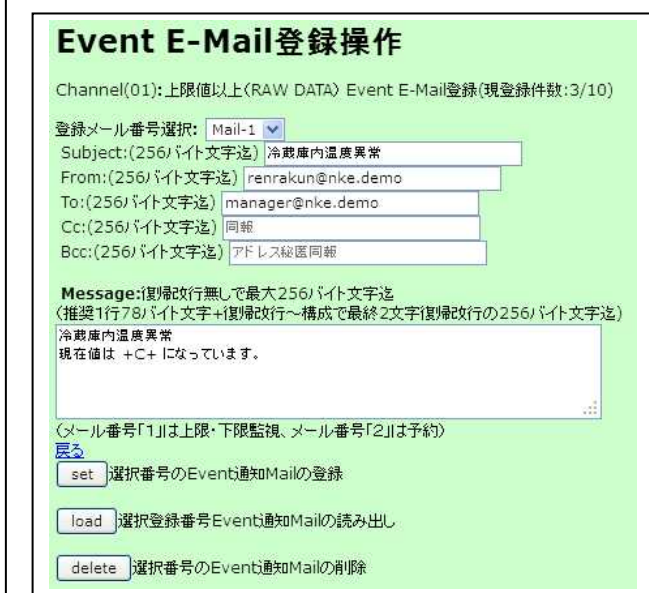 Event E-Mail登録操作
Channel(01):上限値以上(RAW DATA) Event E-Mail登録(現登録件数:3/10)
登録メール番号選択: Mail-1
Subject:(256バイト文字迄) 冷蔵庫内温度異常
From:(256バイト文字迄) renrakun@nke.demo
To:(256バイト文字迄) manager@nke.demo
Cc:(256バイト文字迄) 同報
Bcc:(256バイト文字迄) アドレス秘匿同報
Message:復帰改行無しで最大256バイト文字迄
(推奨1行78バイト文字+復帰改行~構成で最終2文字復帰改行の256バイト文字迄)
冷蔵庫内温度異常
現在値は +C+ になっています。
(メール番号「1」は上限・下限監視、メール番号「2」は予約)
戻る
set 選択番号のEvent通知Mailの登録
load 選択登録番号Event通知Mailの読み出し
delete 選択番号のEvent通知Mailの削除